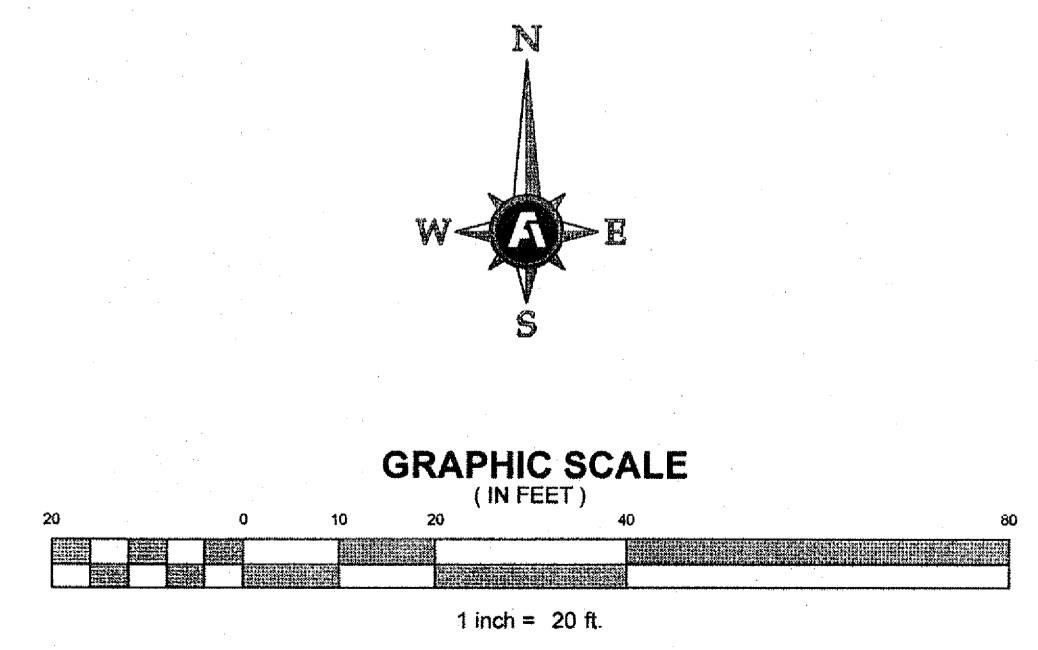 N
W E
S
GRAPHIC SCALE
( IN FEET )
20 0 10 20 40 80
1 inch = 20 ft.